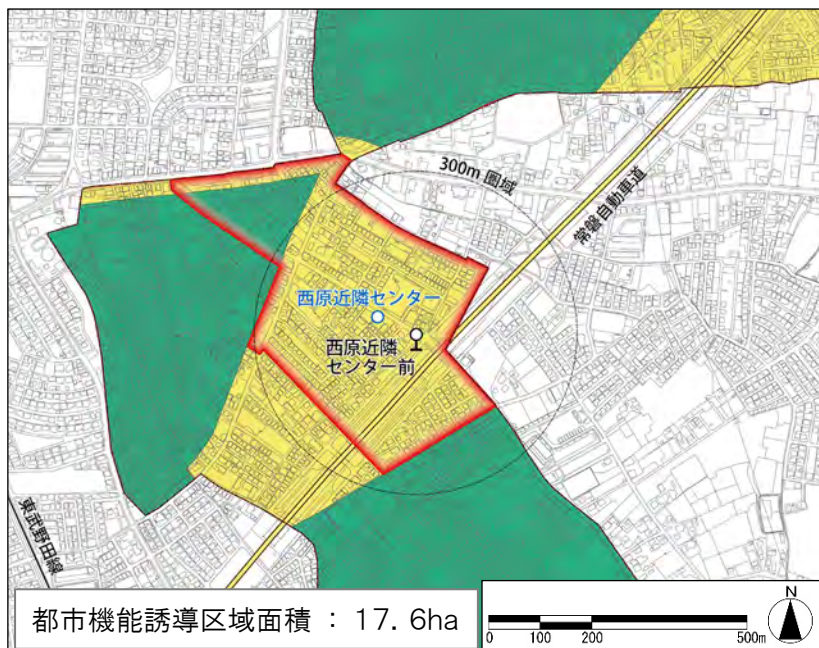 300m 圏域
常磐自動車道
西原近隣センター
西原近隣
センター前
東武野田線
都市機能誘導区域面積 : 17.6ha
N
0 100 200 500m